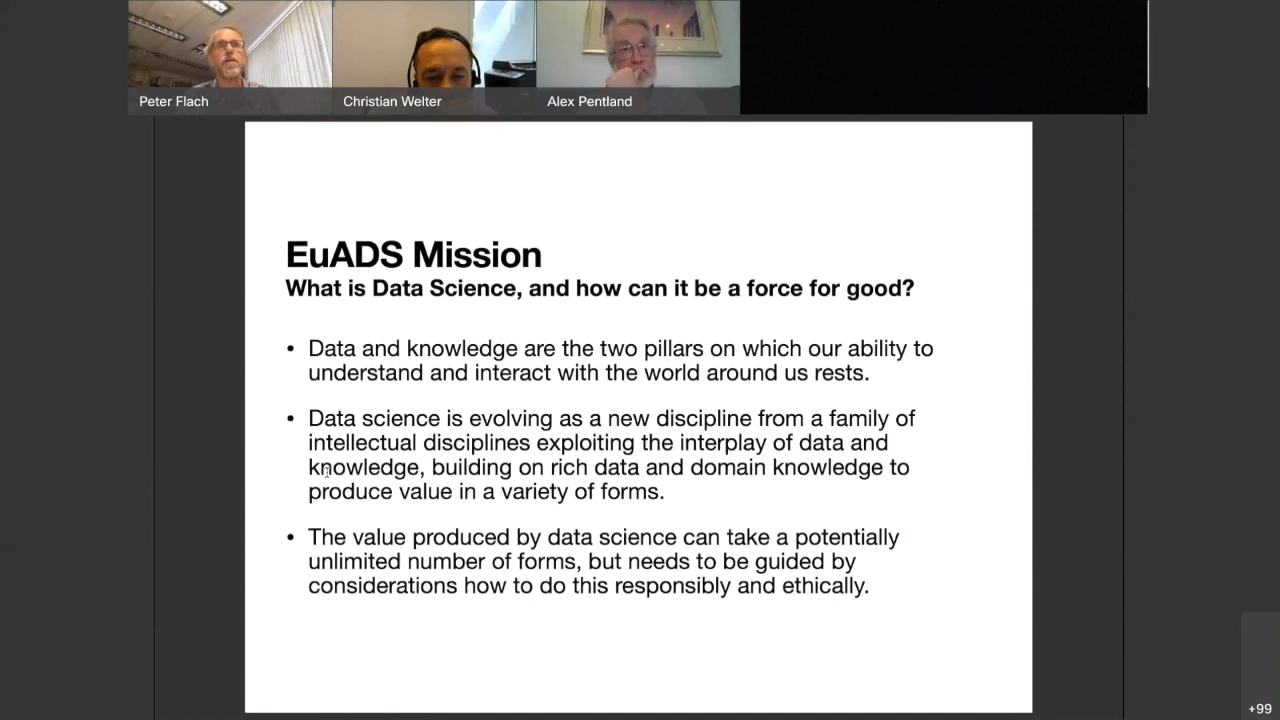 Peter Flach
Christian Welter
Alex Pentland
EuADS Mission
What is Data Science, and how can it be a force for good?
• Data and knowledge are the two pillars on which our ability to
understand and interact with the world around us rests.
• Data science is evolving as a new discipline from a family of
intellectual disciplines exploiting the interplay of data and
knowledge, building on rich data and domain knowledge to
produce value in a variety of forms.
• The value produced by data science can take a potentially
unlimited number of forms, but needs to be guided by
considerations how to do this responsibly and ethically.
+99